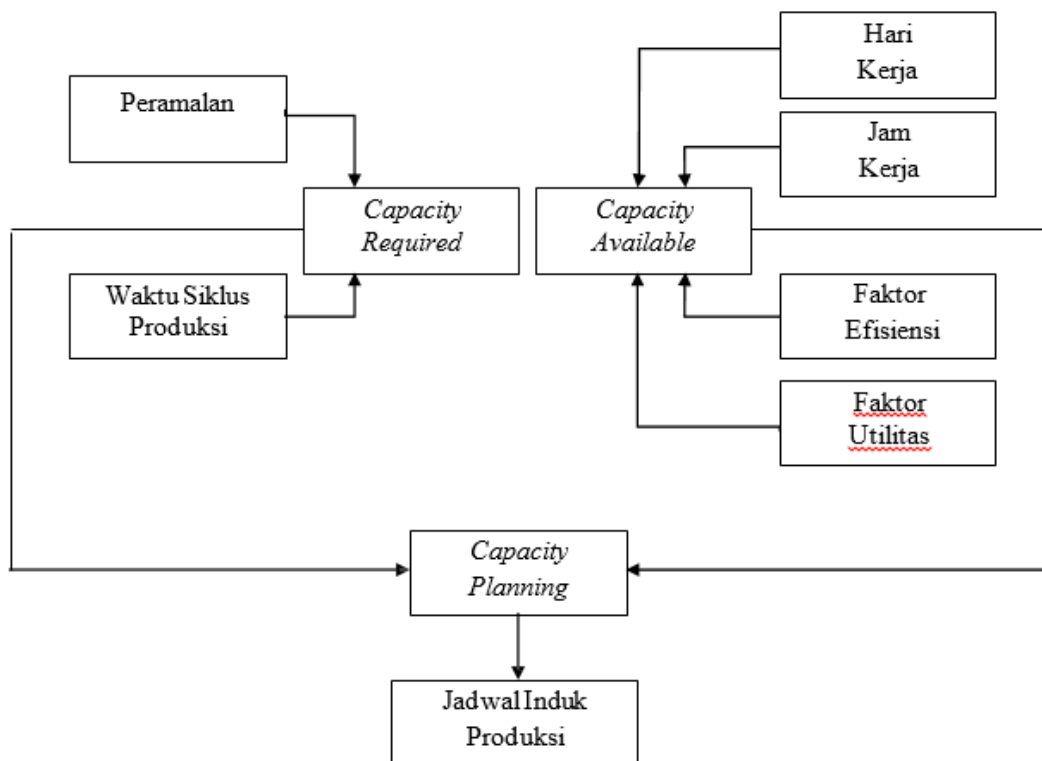 Hari
Kerja
Peramalan
Jam
Kerja
Capacity
Required
Capacity
Available
Waktu Siklus
Produksi
Faktor
Efisiensi
Faktor
Utilitas
Capacity
Planning
Jadwal Induk
Produksi